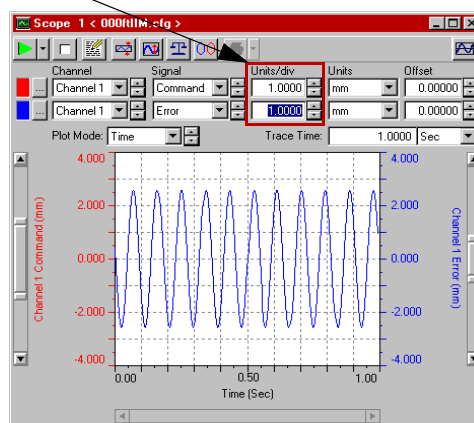 Scope 1 < 000ftIIM.cfg >
Channel Signal Units/div Units Offset
... Channel 1 Command 1.0000 mm 0.00000
... Channel 1 Error 1.0000 mm 0.00000
Plot Mode: Time Trace Time: 1.0000 Sec
4.000 4.000
2.000 2.000
0.000 0.000
-2.000 -2.000
-4.000 -4.000
Channel 1 Command (mm)
Channel 1 Error (mm)
0.00 0.50 1.00
Time (Sec)